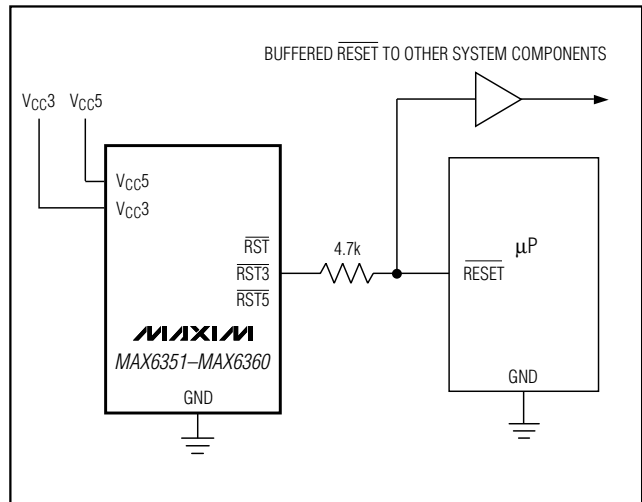 BUFFERED RESET TO OTHER SYSTEM COMPONENTS
VCC3 VCC5
VCC5
VCC3
RST
RST3
RST5
4.7k
μP
RESET
MAXIM
MAX6351–MAX6360
GND
GND